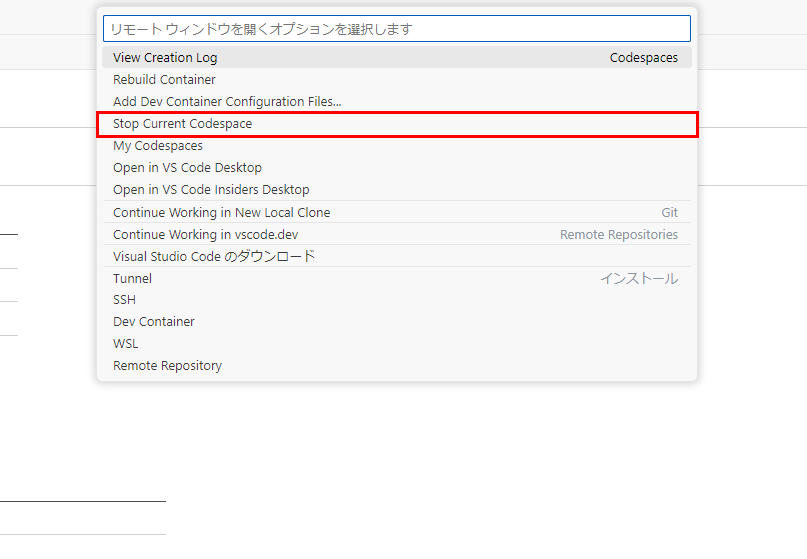 リモート ウィンドウを開くオプションを選択します
View Creation Log Codespaces
Rebuild Container
Add Dev Container Configuration Files...
Stop Current Codespace
My Codespaces
Open in VS Code Desktop
Open in VS Code Insiders Desktop
Continue Working in New Local Clone Git
Continue Working in vscode.dev Remote Repositories
Visual Studio Code のダウンロード
Tunnel インストール
SSH
Dev Container
WSL
Remote Repository